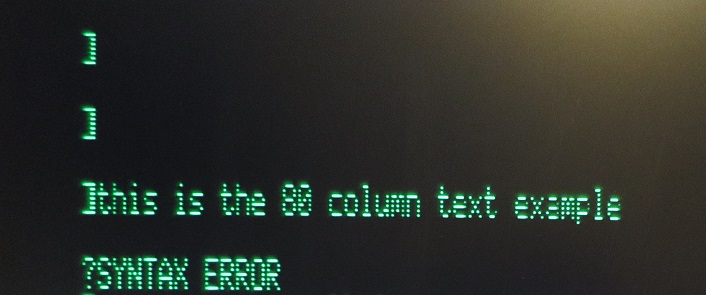 ]
]
]this is the 80 column text example
?SYNTAX ERROR